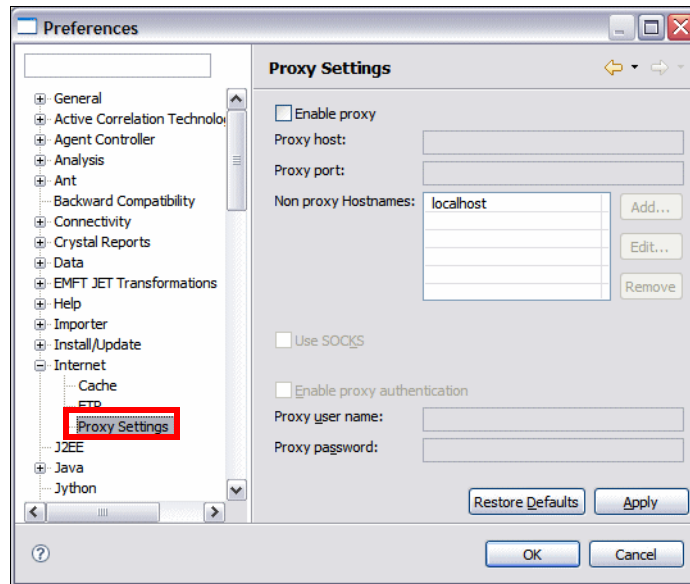 Preferences
General
Active Correlation Technolo
Agent Controller
Analysis
Ant
Backward Compatibility
Connectivity
Crystal Reports
Data
EMFT JET Transformations
Help
Importer
Install/Update
Internet
Cache
FTP
Proxy Settings
J2EE
Java
Jython
Proxy Settings
Enable proxy
Proxy host:
Proxy port:
Non proxy Hostnames:
localhost
Add...
Edit...
Remove
Use SOCKS
Enable proxy authentication
Proxy user name:
Proxy password:
Restore Defaults
Apply
?
OK
Cancel